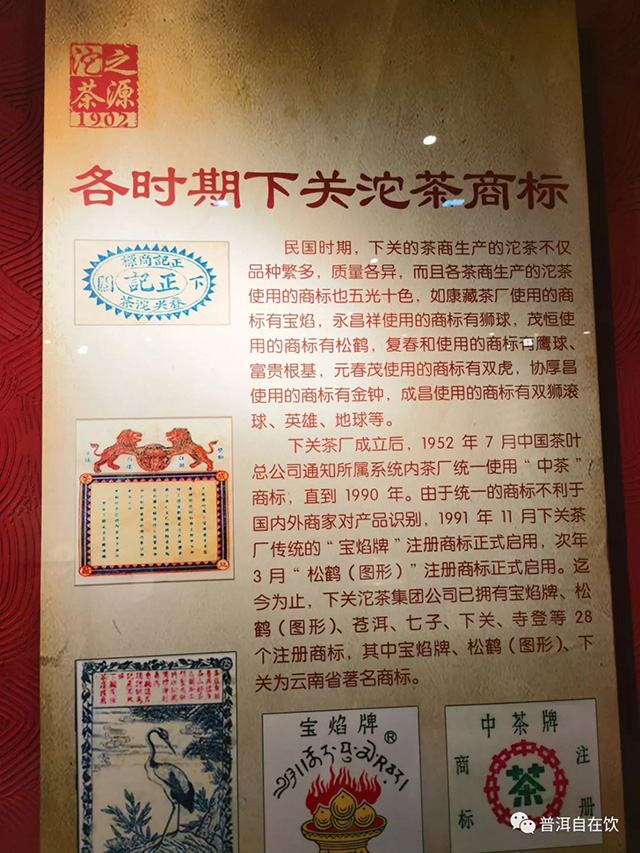 沱之
茶源
1902
各时期下关沱茶商标
民国时期，下关的茶商生产的沱茶不仅
品种繁多，质量各异，而且各茶商生产的沱茶
使用的商标也五光十色，如康藏茶厂使用的商
标有宝焰，永昌祥使用的商标有狮球，茂恒使
用的商标有松鹤，复春和使用的商标有鹰球、
富贵根基，元春茂使用的商标有双虎，协厚昌
使用的商标有金钟，成昌使用的商标有双狮滚
球、英雄、地球等。
下关茶厂成立后，1952 年 7 月中国茶叶
总公司通知所属系统内茶厂统一使用“中茶”
商标，直到 1990 年。由于统一的商标不利于
国内外商家对产品识别，1991 年 11 月下关茶
厂传统的“宝焰牌”注册商标正式启用，次年
3 月“松鹤（图形）”注册商标正式启用。迄
今为止，下关沱茶集团公司已拥有宝焰牌、松
鹤（图形）、苍洱、七子、下关、寺登等 28
个注册商标，其中宝焰牌、松鹤（图形）、下
关为云南省著名商标。
標商記正
關 記正 下
茶沱尖春
宝焰牌
®
中茶牌
商标
茶
注册
普洱自在饮